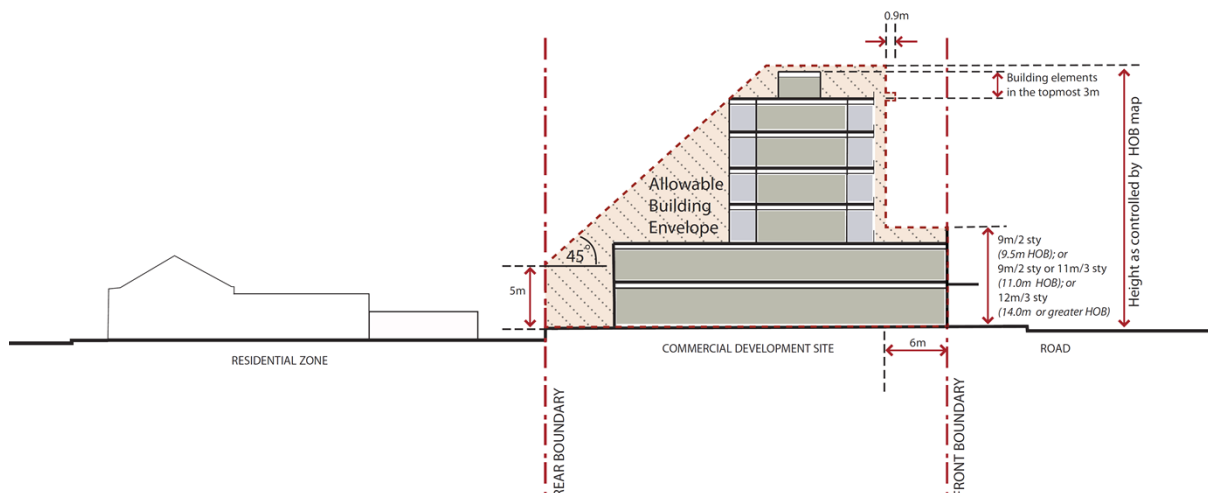 0.9m
Building elements
in the topmost 3m
Height as controlled by HOB map
Allowable
Building
Envelope
45°
5m
9m/2 sty
(9.5m HOB); or
9m/2 sty or 11m/3 sty
(11.0m HOB); or
12m/3 sty
(14.0m or greater HOB)
6m
RESIDENTIAL ZONE
COMMERCIAL DEVELOPMENT SITE
ROAD
REAR BOUNDARY
FRONT BOUNDARY